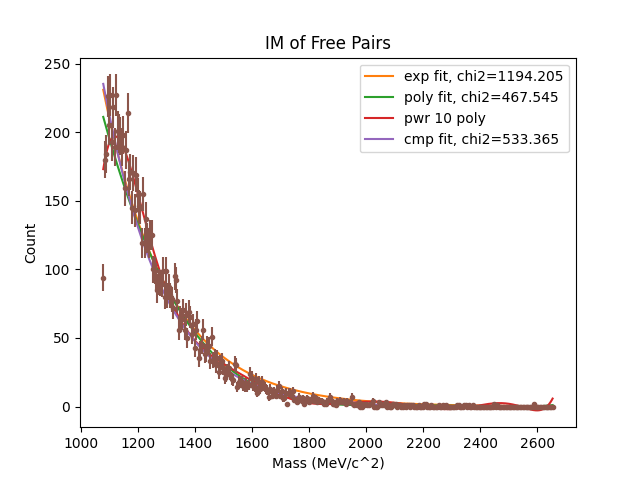 IM of Free Pairs
exp fit, chi2=1194.205
poly fit, chi2=467.545
pwr 10 poly
cmp fit, chi2=533.365
Count
250
200
150
100
50
0
1000 1200 1400 1600 1800 2000 2200 2400 2600
Mass (MeV/c^2)